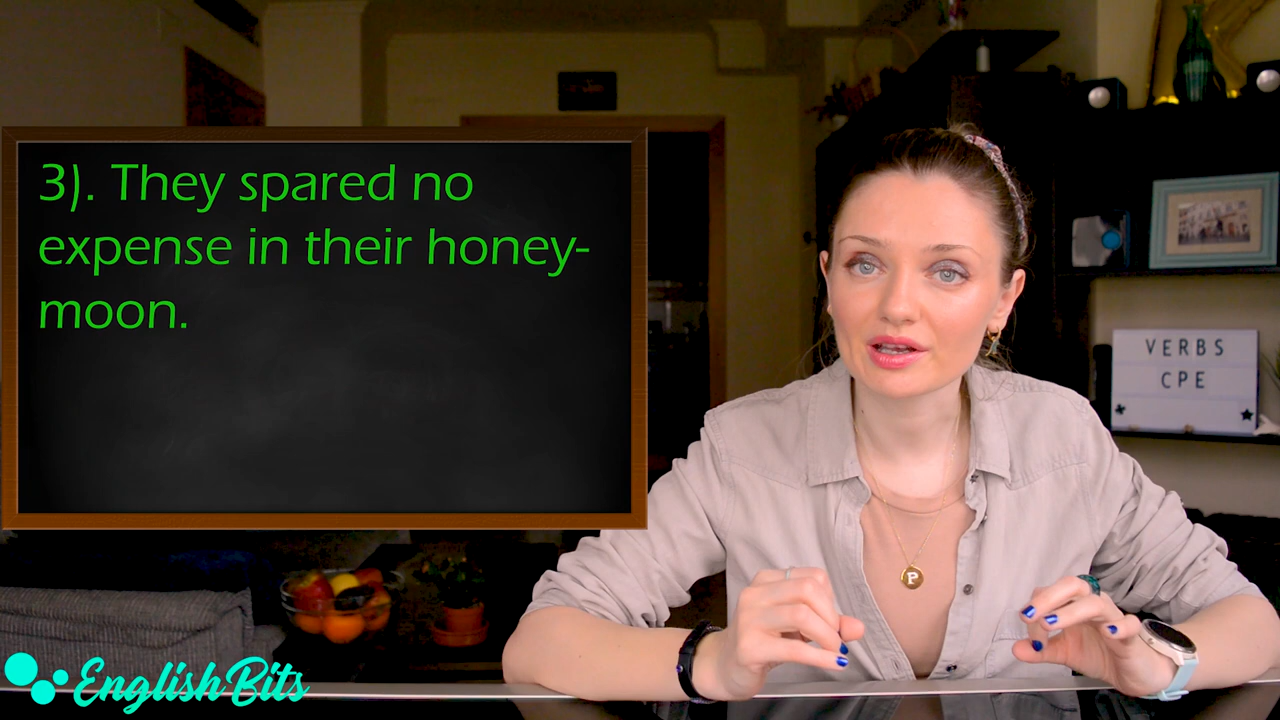 3). They spared no
expense in their honey-
moon.
VERBS
CPE
P
EnglishBits